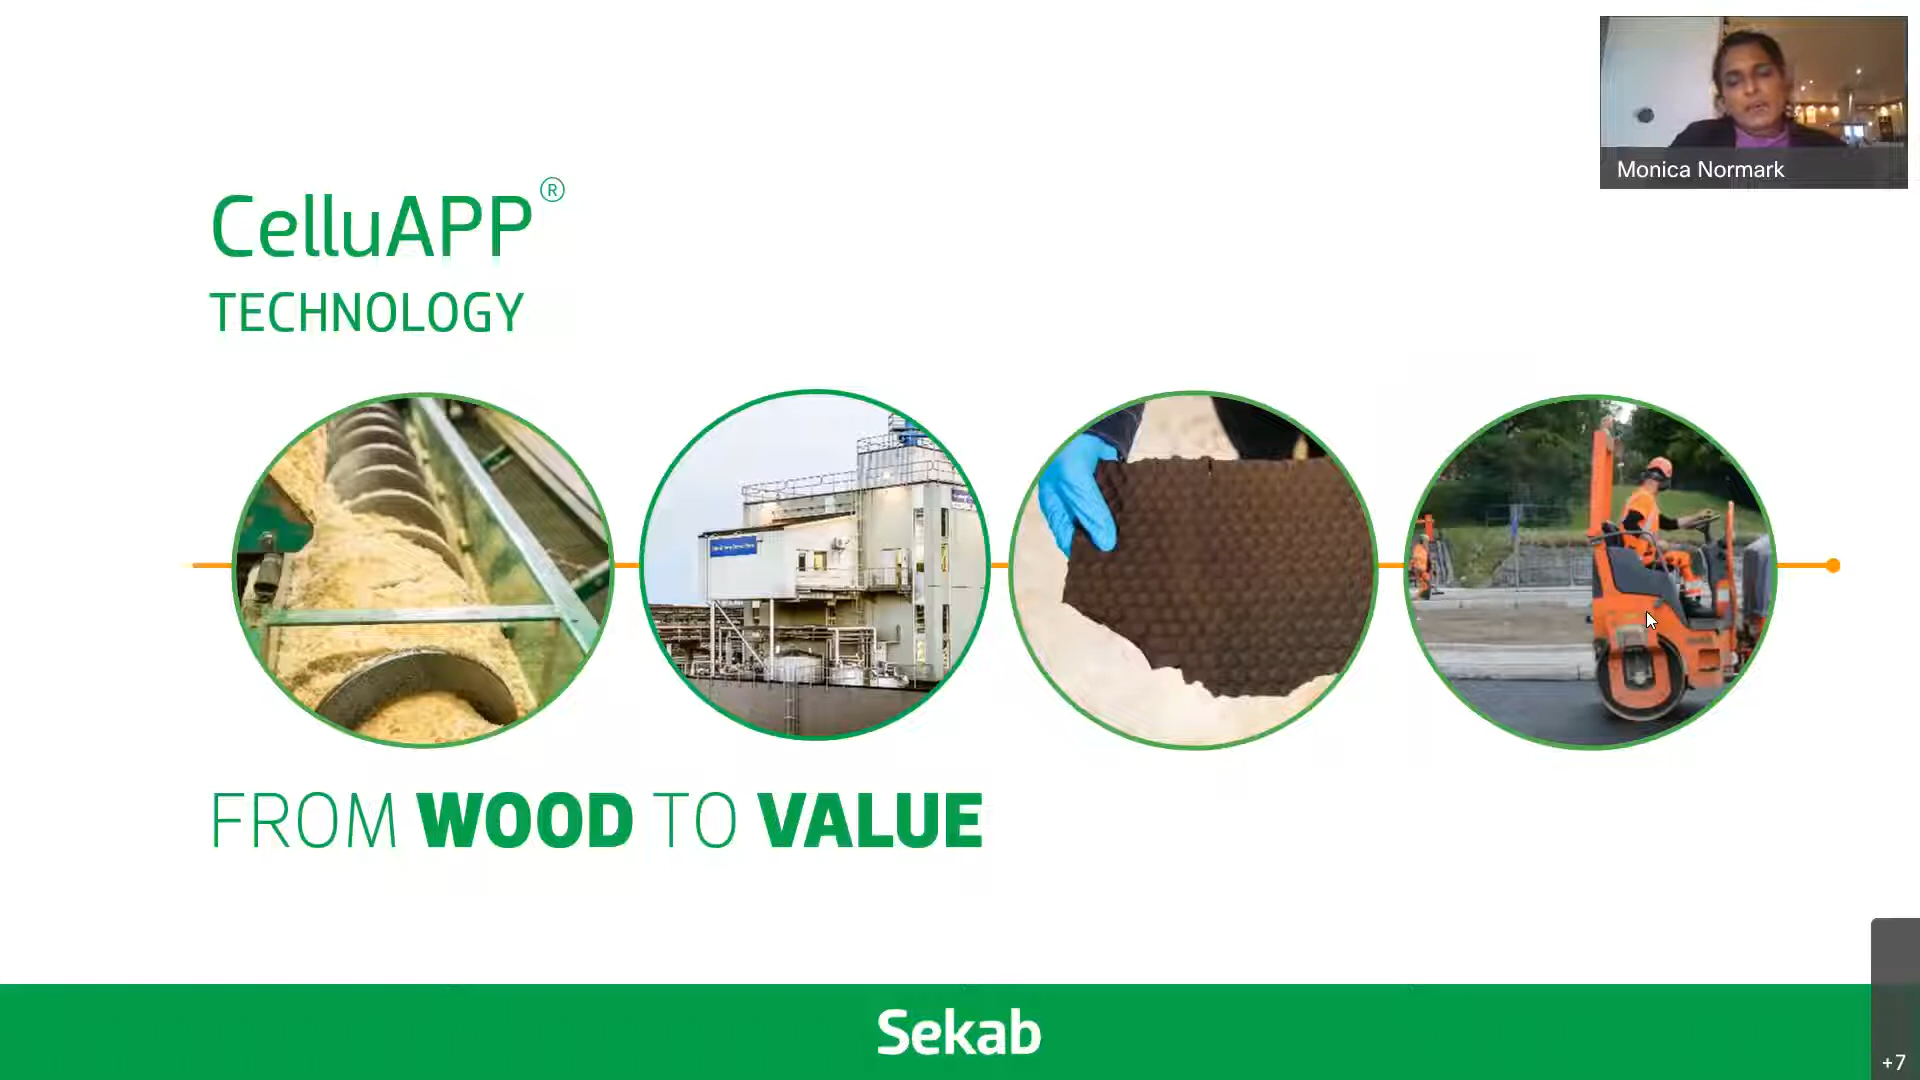 Monica Normark
CelluAPP®
TECHNOLOGY
FROM WOOD TO VALUE
Sekab
+7